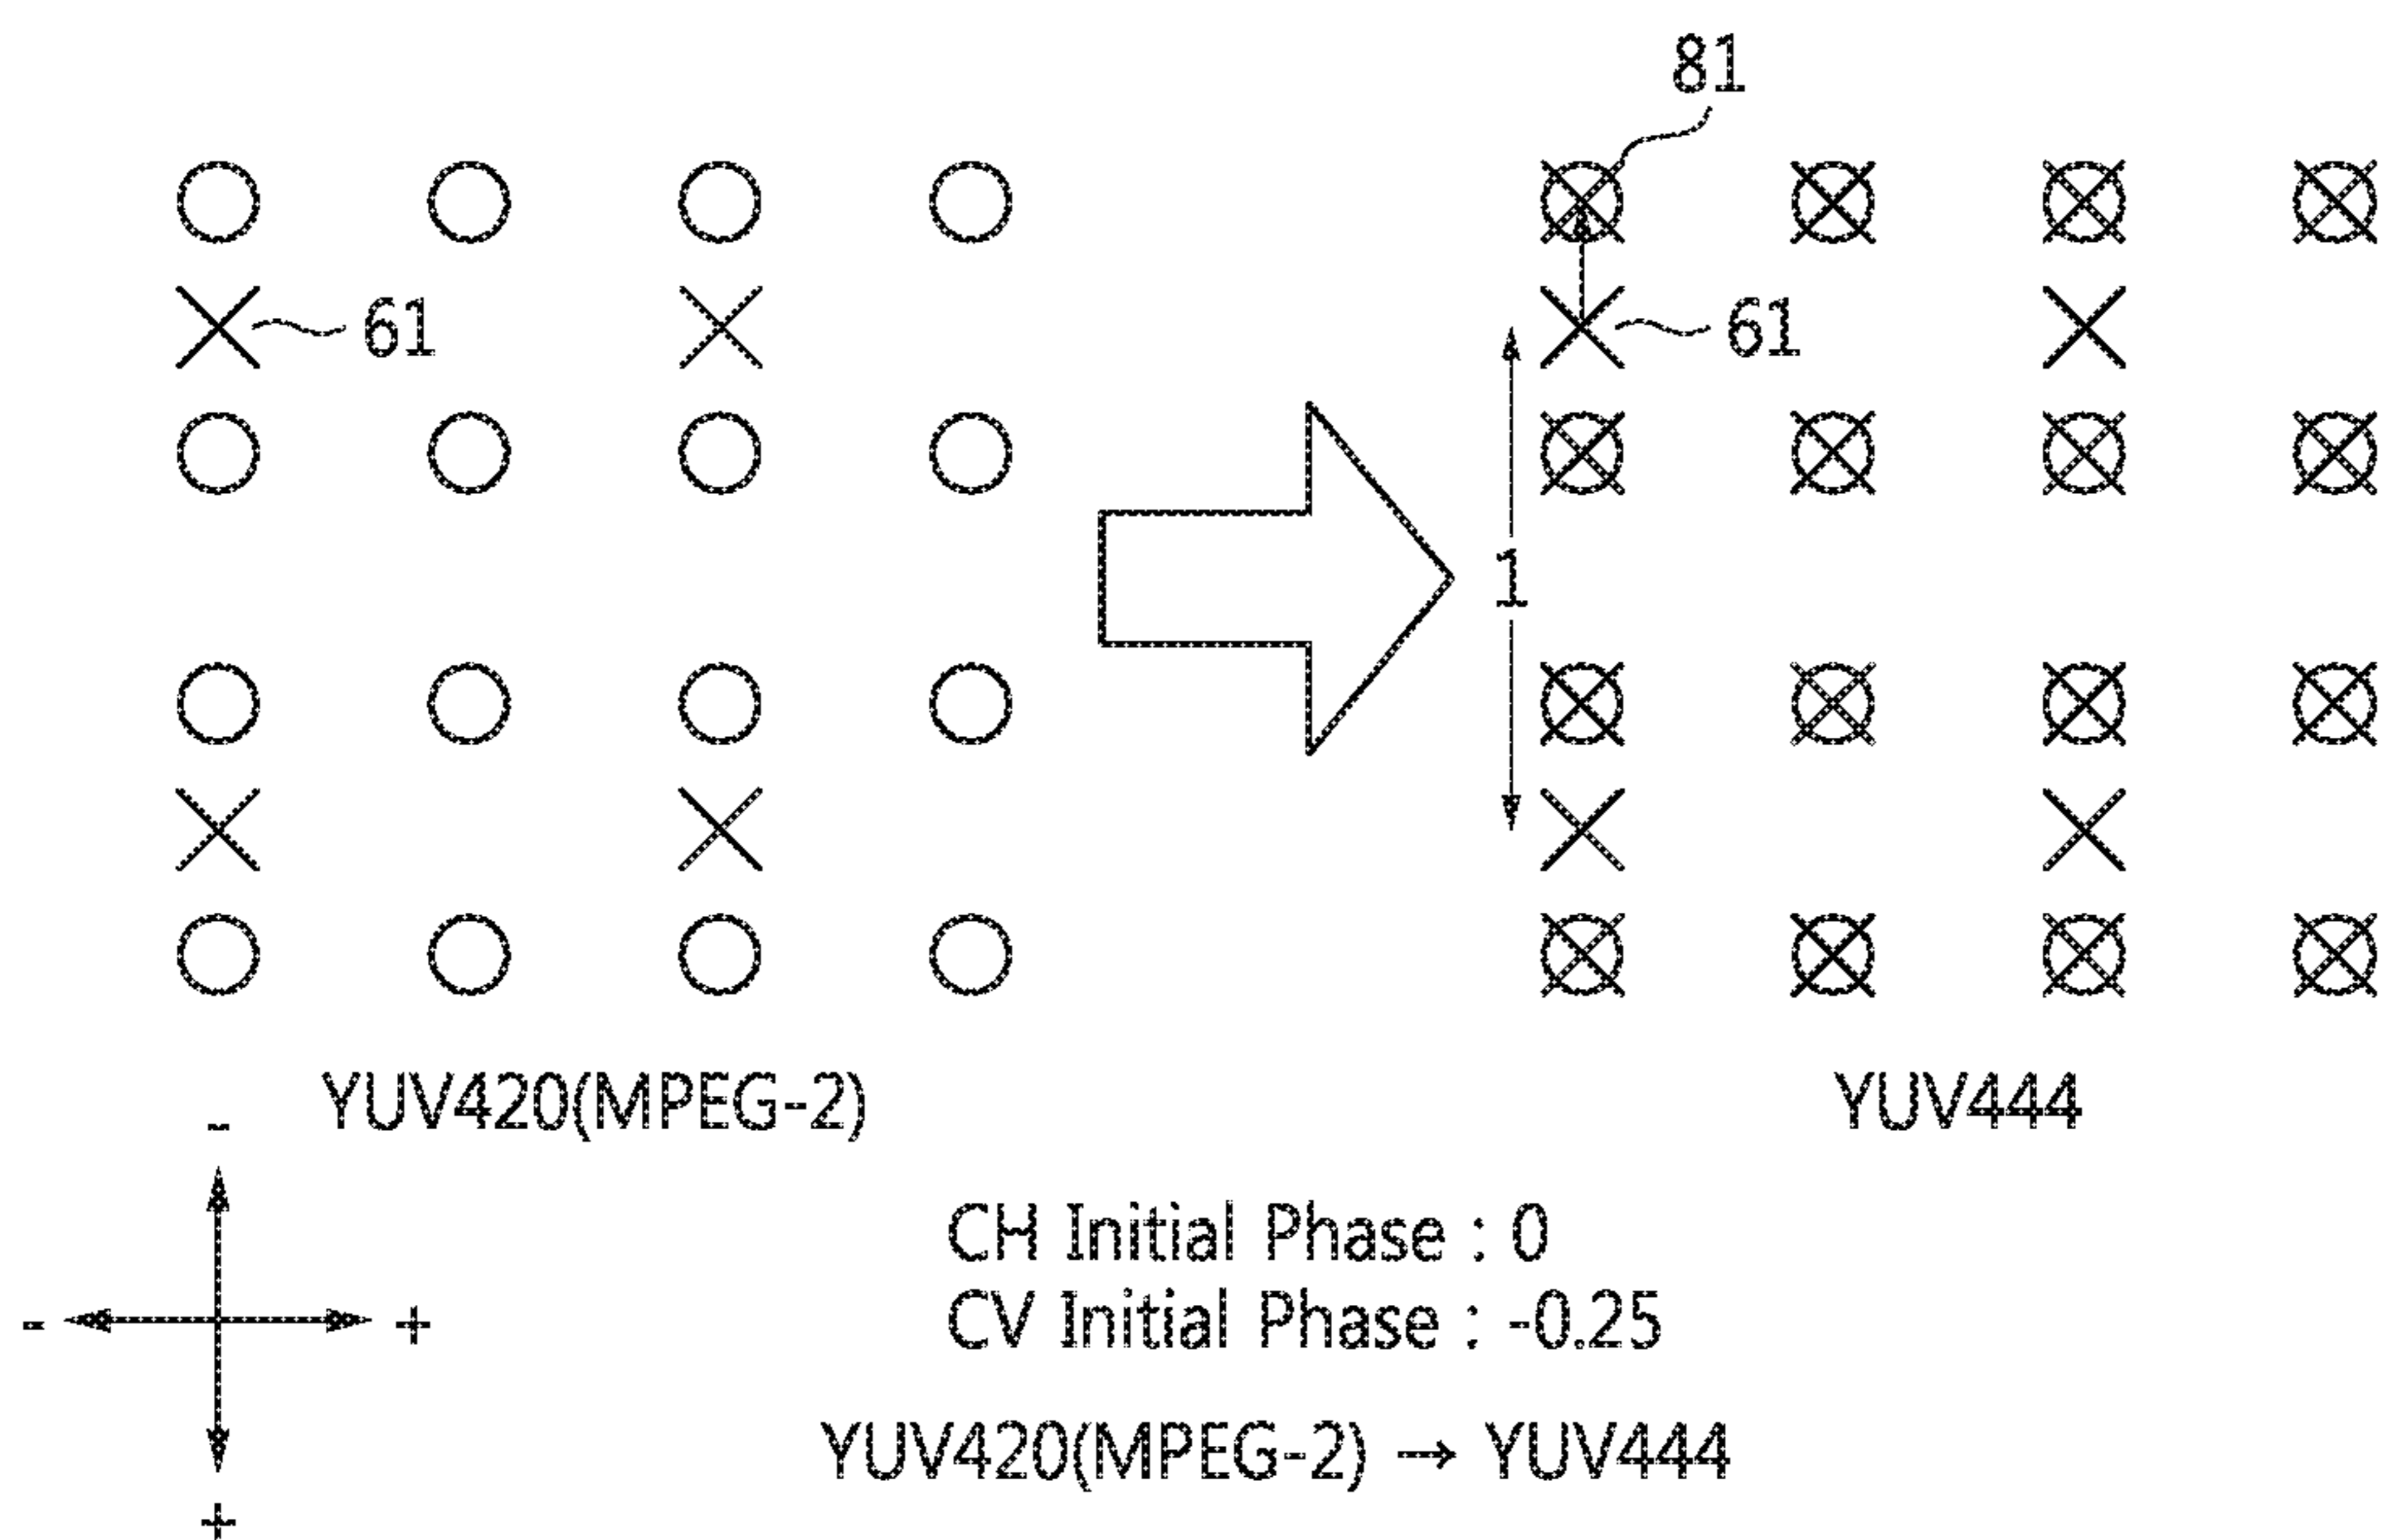 81
61
61
1
YUV420(MPEG-2)
YUV444
-
- +
+
CH Initial Phase : 0
CV Initial Phase : -0.25
YUV420(MPEG-2) → YUV444